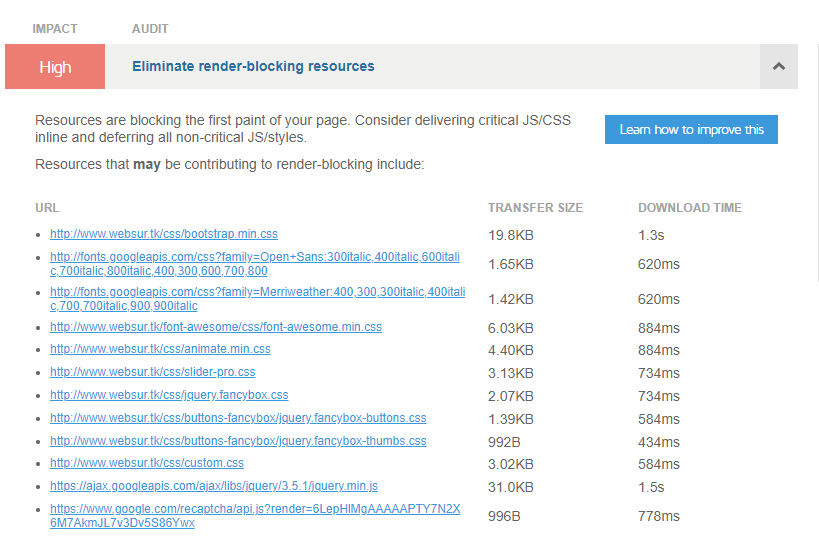 IMPACT AUDIT
High Eliminate render-blocking resources
Resources are blocking the first paint of your page. Consider delivering critical JS/CSS
inline and deferring all non-critical JS/styles.
Learn how to improve this
Resources that may be contributing to render-blocking include:
URL TRANSFER SIZE DOWNLOAD TIME
http://www.websur.tk/css/bootstrap.min.css 19.8KB 1.3s
http://fonts.googleapis.com/css?family=Open+Sans:300italic,400italic,600itali
c,700italic,800italic,400,300,600,700,800 1.65KB 620ms
http://fonts.googleapis.com/css?family=Merriweather:400,300,300italic,400itali
c,700,700italic,900,900italic 1.42KB 620ms
http://www.websur.tk/font-awesome/css/font-awesome.min.css 6.03KB 884ms
http://www.websur.tk/css/animate.min.css 4.40KB 884ms
http://www.websur.tk/css/slider-pro.css 3.13KB 734ms
http://www.websur.tk/css/jquery.fancybox.css 2.07KB 734ms
http://www.websur.tk/css/buttons-fancybox/jquery.fancybox-buttons.css 1.39KB 584ms
http://www.websur.tk/css/buttons-fancybox/jquery.fancybox-thumbs.css 992B 434ms
http://www.websur.tk/css/custom.css 3.02KB 584ms
https://ajax.googleapis.com/ajax/libs/jquery/3.5.1/jquery.min.js 31.0KB 1.5s
https://www.google.com/recaptcha/api.js?render=6LepHlMgAAAAAPTY7N2X
6M7AkmJL7v3Dv5S86Ywx 996B 778ms